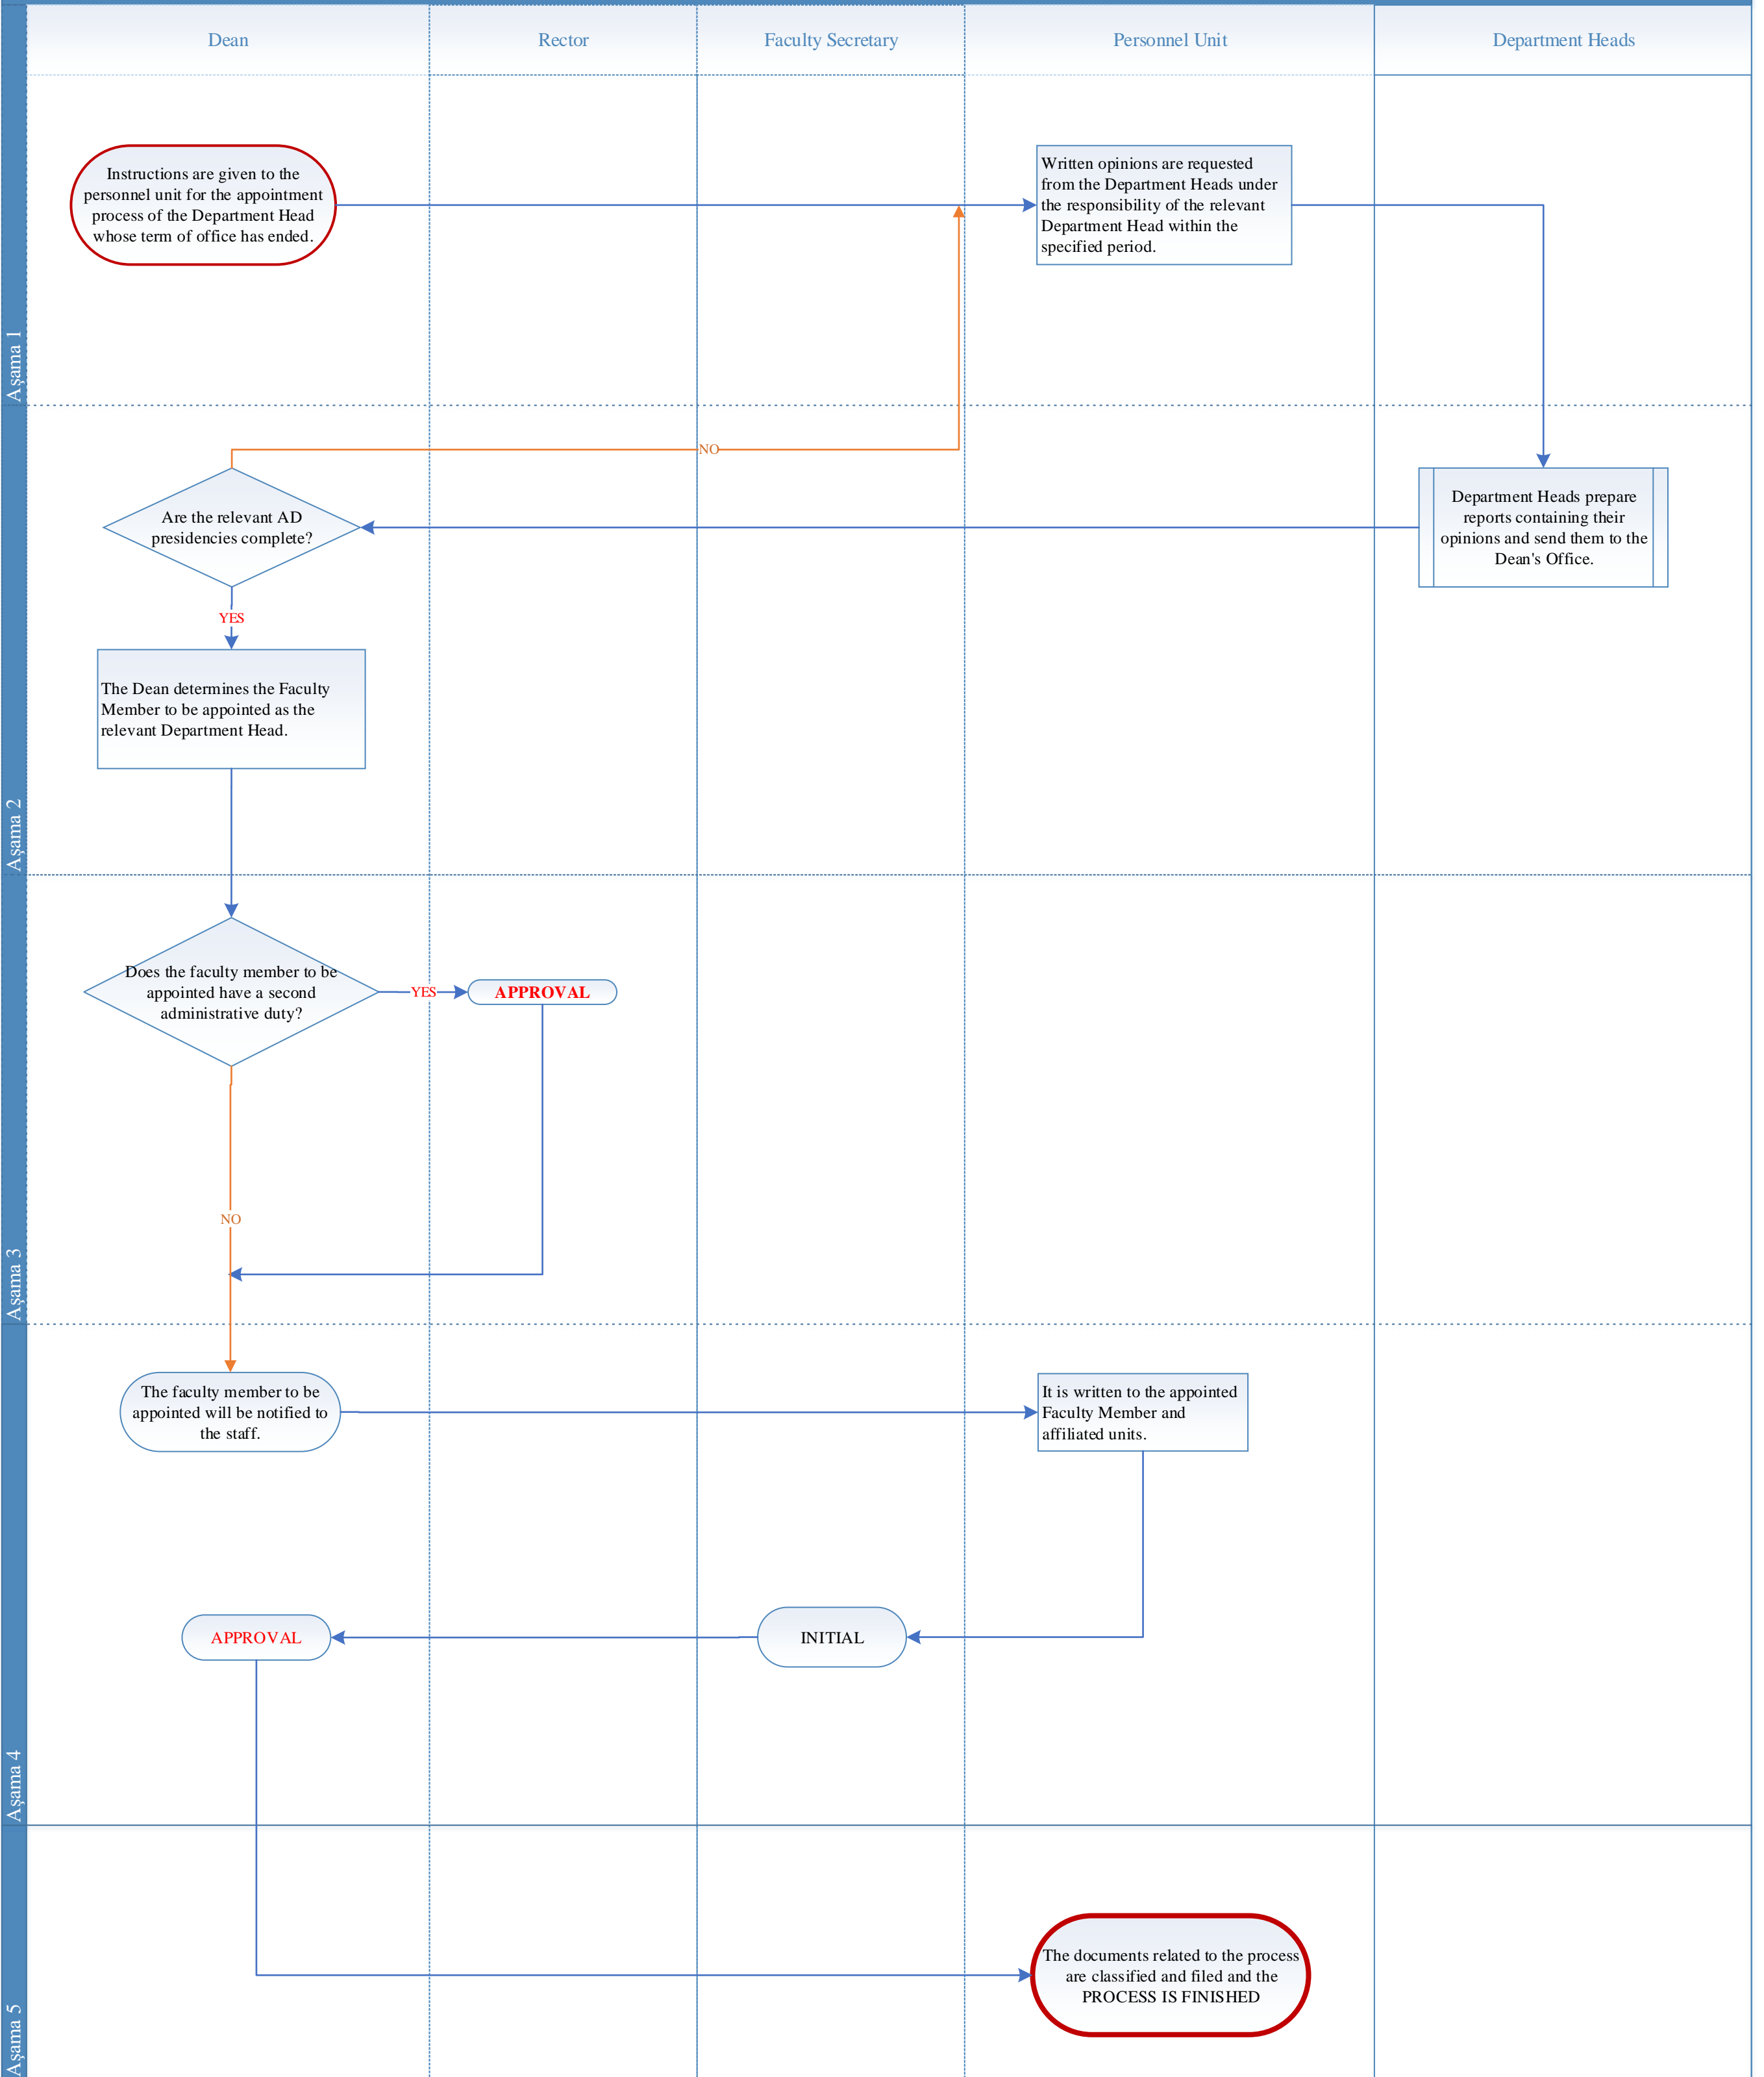 Dean
Rector
Faculty Secretary
Personnel Unit
Department Heads
Aşama 1
Instructions are given to the
personnel unit for the appointment
process of the Department Head
whose term of office has ended.
Written opinions are requested
from the Department Heads under
the responsibility of the relevant
Department Head within the
specified period.
Aşama 2
NO
Are the relevant AD
presidencies complete?
Department Heads prepare
reports containing their
opinions and send them to the
Dean's Office.
YES
The Dean determines the Faculty
Member to be appointed as the
relevant Department Head.
Aşama 3
Does the faculty member to be
appointed have a second
administrative duty?
YES
APPROVAL
NO
Aşama 4
The faculty member to be
appointed will be notified to
the staff.
It is written to the appointed
Faculty Member and
affiliated units.
APPROVAL
INITIAL
Aşama 5
The documents related to the process
are classified and filed and the
PROCESS IS FINISHED